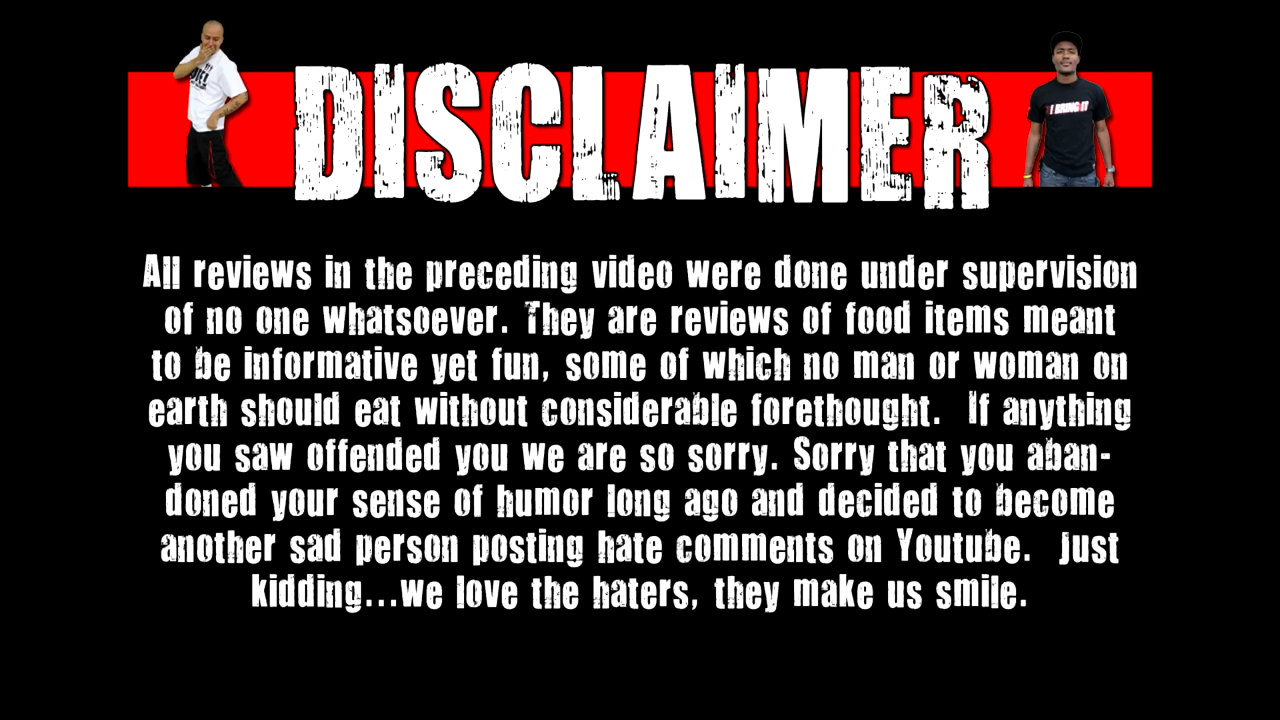 DISCLAIMER
I BRING IT
All reviews in the preceding video were done under supervision
of no one whatsoever. They are reviews of food items meant
to be informative yet fun, some of which no man or woman on
earth should eat without considerable forethought. If anything
you saw offended you we are so sorry. Sorry that you aban-
doned your sense of humor long ago and decided to become
another sad person posting hate comments on Youtube. Just
kidding...we love the haters, they make us smile.